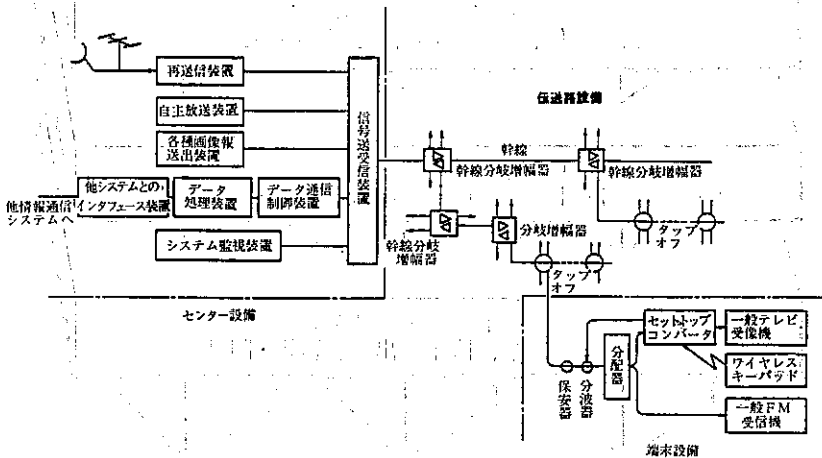 再送信装置
自主放送装置
各種画像報
送出装置
他情報通信
システムへ
他システムとの
インタフェース装置
データ
処理装置
データ通信
制御装置
システム監視装置
信号送受信装置
センター設備
伝送路設備
幹線
幹線分岐増幅器
幹線分岐増幅器
幹線分岐
増幅器
分岐増幅器
タップ
オフ
タップ
オフ
保安器
分波器
分配器
セットトップ
コンバータ
一般テレビ
受像機
ワイヤレス
キーパッド
一般FM
受信機
端末設備